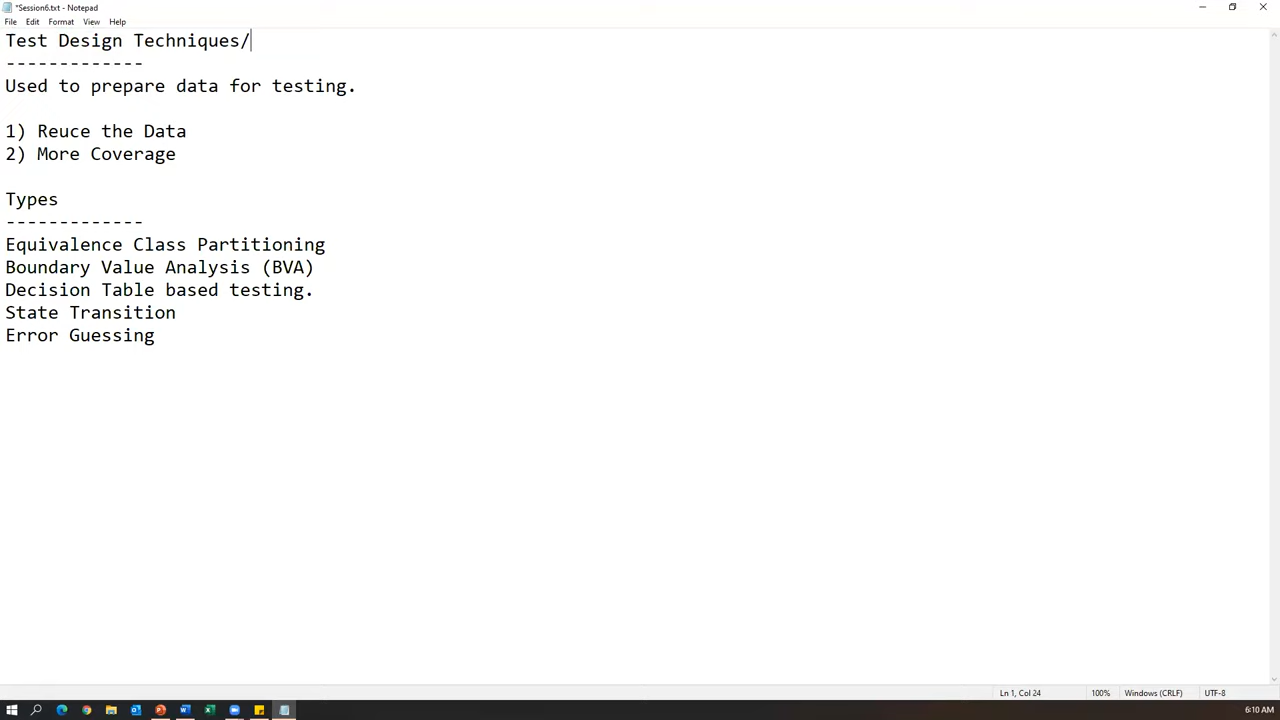 *Session6.txt - Notepad
File Edit Format View Help
Test Design Techniques/
-------------
Used to prepare data for testing.
1) Reuce the Data
2) More Coverage
Types
-------------
Equivalence Class Partitioning
Boundary Value Analysis (BVA)
Decision Table based testing.
State Transition
Error Guessing
Ln 1, Col 24 100% Windows (CRLF) UTF-8
6:10 AM